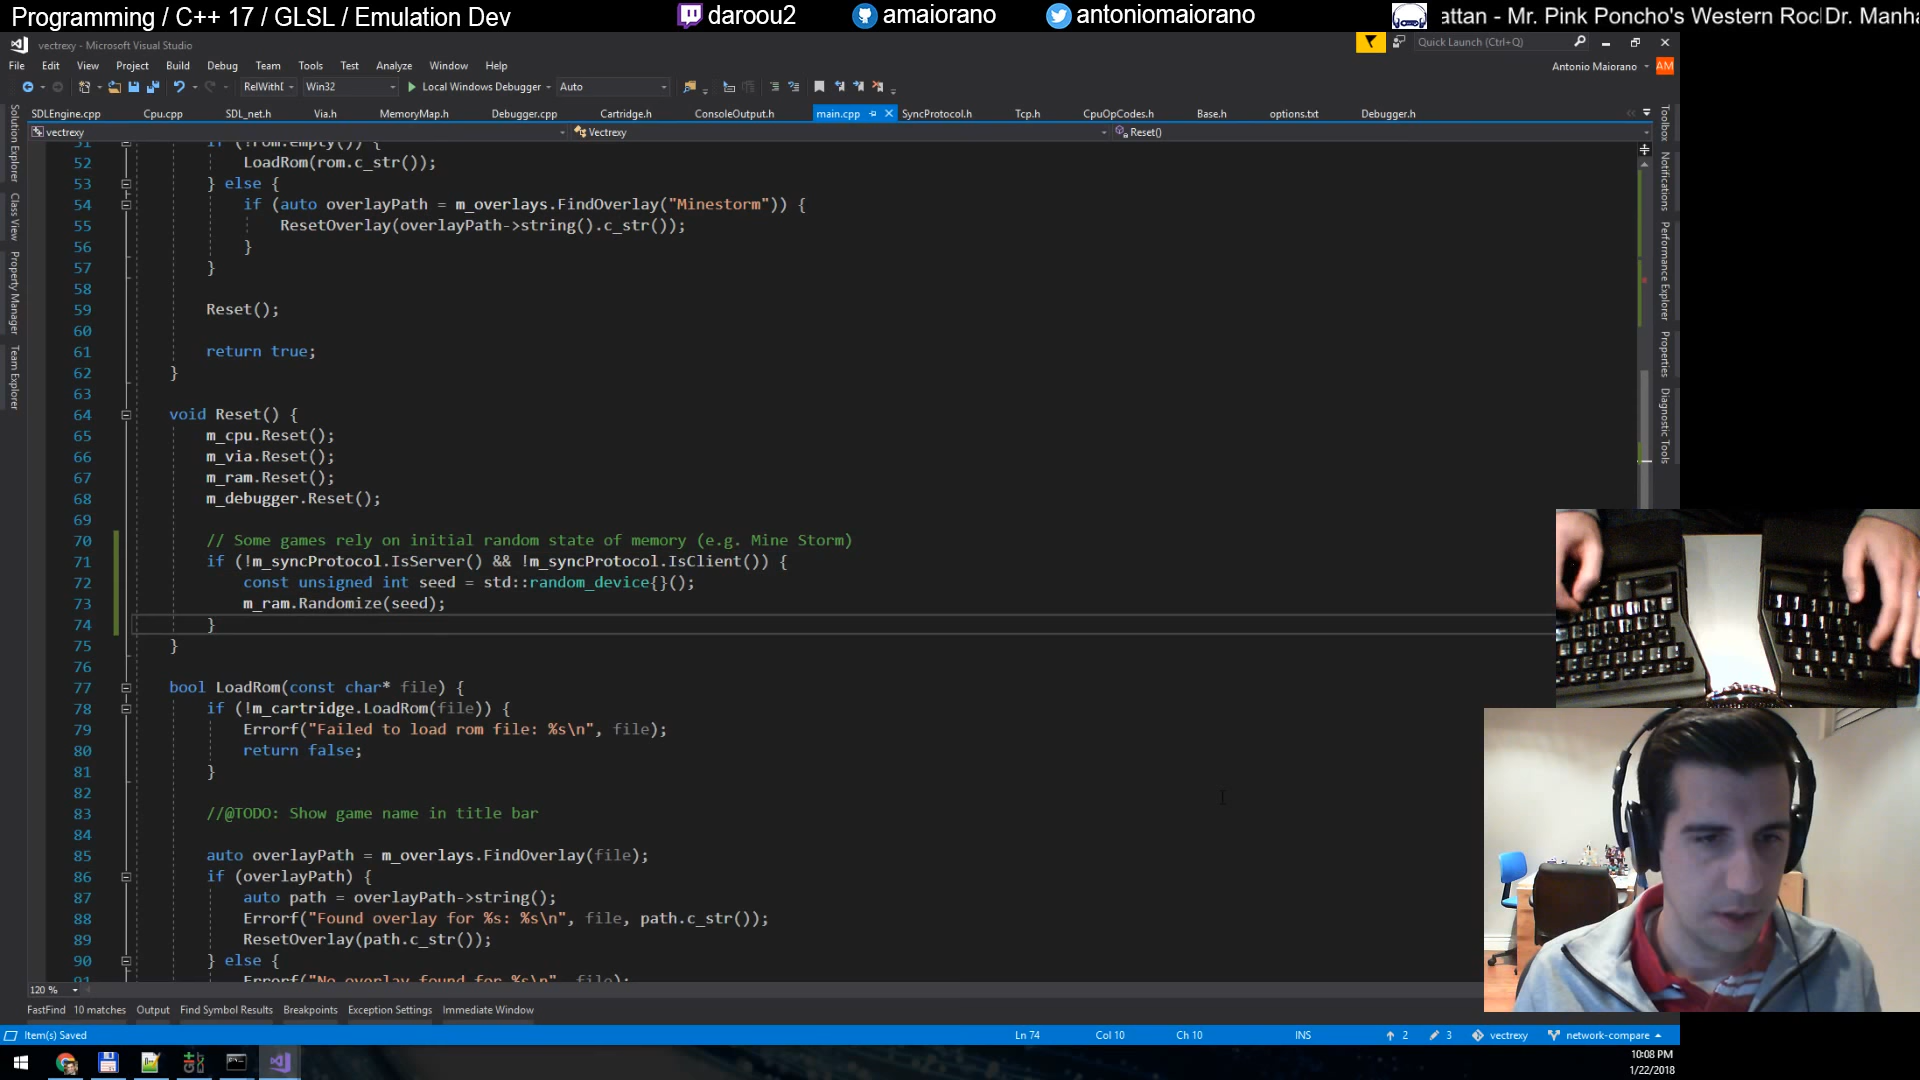 Programming / C++ 17 / GLSL / Emulation Dev
daroou2
amaiorano
antoniomaiorano
attan - Mr. Pink Poncho's Western Roc
Dr. Manha
vectrexy - Microsoft Visual Studio
Quick Launch (Ctrl+Q)
File Edit View Project Build Debug Team Tools Test Analyze Window Help
Antonio Maiorano AM
RelWithI Win32 Local Windows Debugger Auto
SDLEngine.cpp Cpu.cpp SDL_net.h Via.h MemoryMap.h Debugger.cpp Cartridge.h ConsoleOutput.h main.cpp SyncProtocol.h Tcp.h CpuOpCodes.h Base.h options.txt Debugger.h
vectrexy Vectrexy Reset()
Solution Explorer
Class View
Property Manager
Team Explorer
Toolbox
Notifications
Performance Explorer
Properties
Diagnostic Tools
51 if (!rom.empty()) {
52 LoadRom(rom.c_str());
53 } else {
54 if (auto overlayPath = m_overlays.FindOverlay("Minestorm")) {
55 ResetOverlay(overlayPath->string().c_str());
56 }
57 }
58
59 Reset();
60
61 return true;
62 }
63
64 void Reset() {
65 m_cpu.Reset();
66 m_via.Reset();
67 m_ram.Reset();
68 m_debugger.Reset();
69
70 // Some games rely on initial random state of memory (e.g. Mine Storm)
71 if (!m_syncProtocol.IsServer() && !m_syncProtocol.IsClient()) {
72 const unsigned int seed = std::random_device{}();
73 m_ram.Randomize(seed);
74 }
75 }
76
77 bool LoadRom(const char* file) {
78 if (!m_cartridge.LoadRom(file)) {
79 Errorf("Failed to load rom file: %s\n", file);
80 return false;
81 }
82
83 //@TODO: Show game name in title bar
84
85 auto overlayPath = m_overlays.FindOverlay(file);
86 if (overlayPath) {
87 auto path = overlayPath->string();
88 Errorf("Found overlay for %s: %s\n", file, path.c_str());
89 ResetOverlay(path.c_str());
90 } else {
91 Errorf("No overlay found for %s\n", file);
120 %
FastFind 10 matches Output Find Symbol Results Breakpoints Exception Settings Immediate Window
Item(s) Saved Ln 74 Col 10 Ch 10 INS 2 3 vectrexy network-compare
10:08 PM
1/22/2018